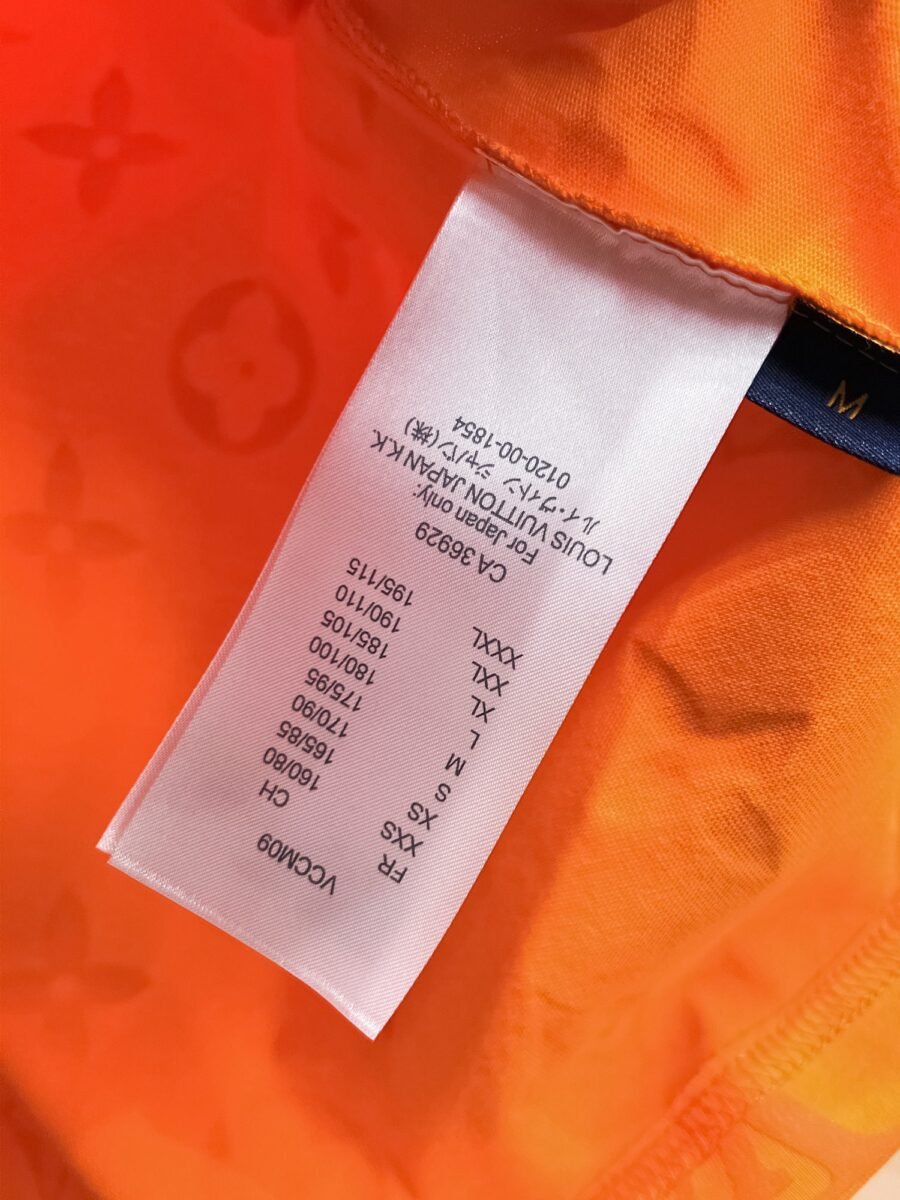 VCCM09
FR CH
XXS 160/80
XS 165/85
S 170/90
M 175/95
L 180/100
XL 185/105
XXL 190/110
XXXL 195/115
CA 36929
For Japan only:
LOUIS VUITTON JAPAN K.K.
ルイ・ヴィトン ジャパン(株)
0120-00-1854
M